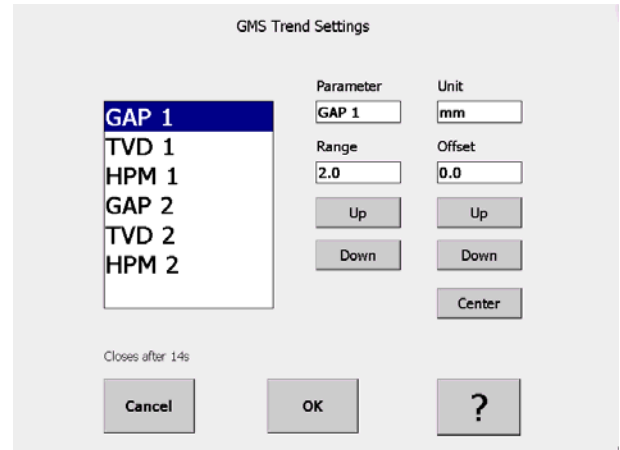 GMS Trend Settings
Parameter Unit
GAP 1 GAP 1 mm
TVD 1 Range Offset
HPM 1 2.0 0.0
GAP 2 Up Up
TVD 2
HPM 2 Down Down
Center
Closes after 14s
Cancel OK ?